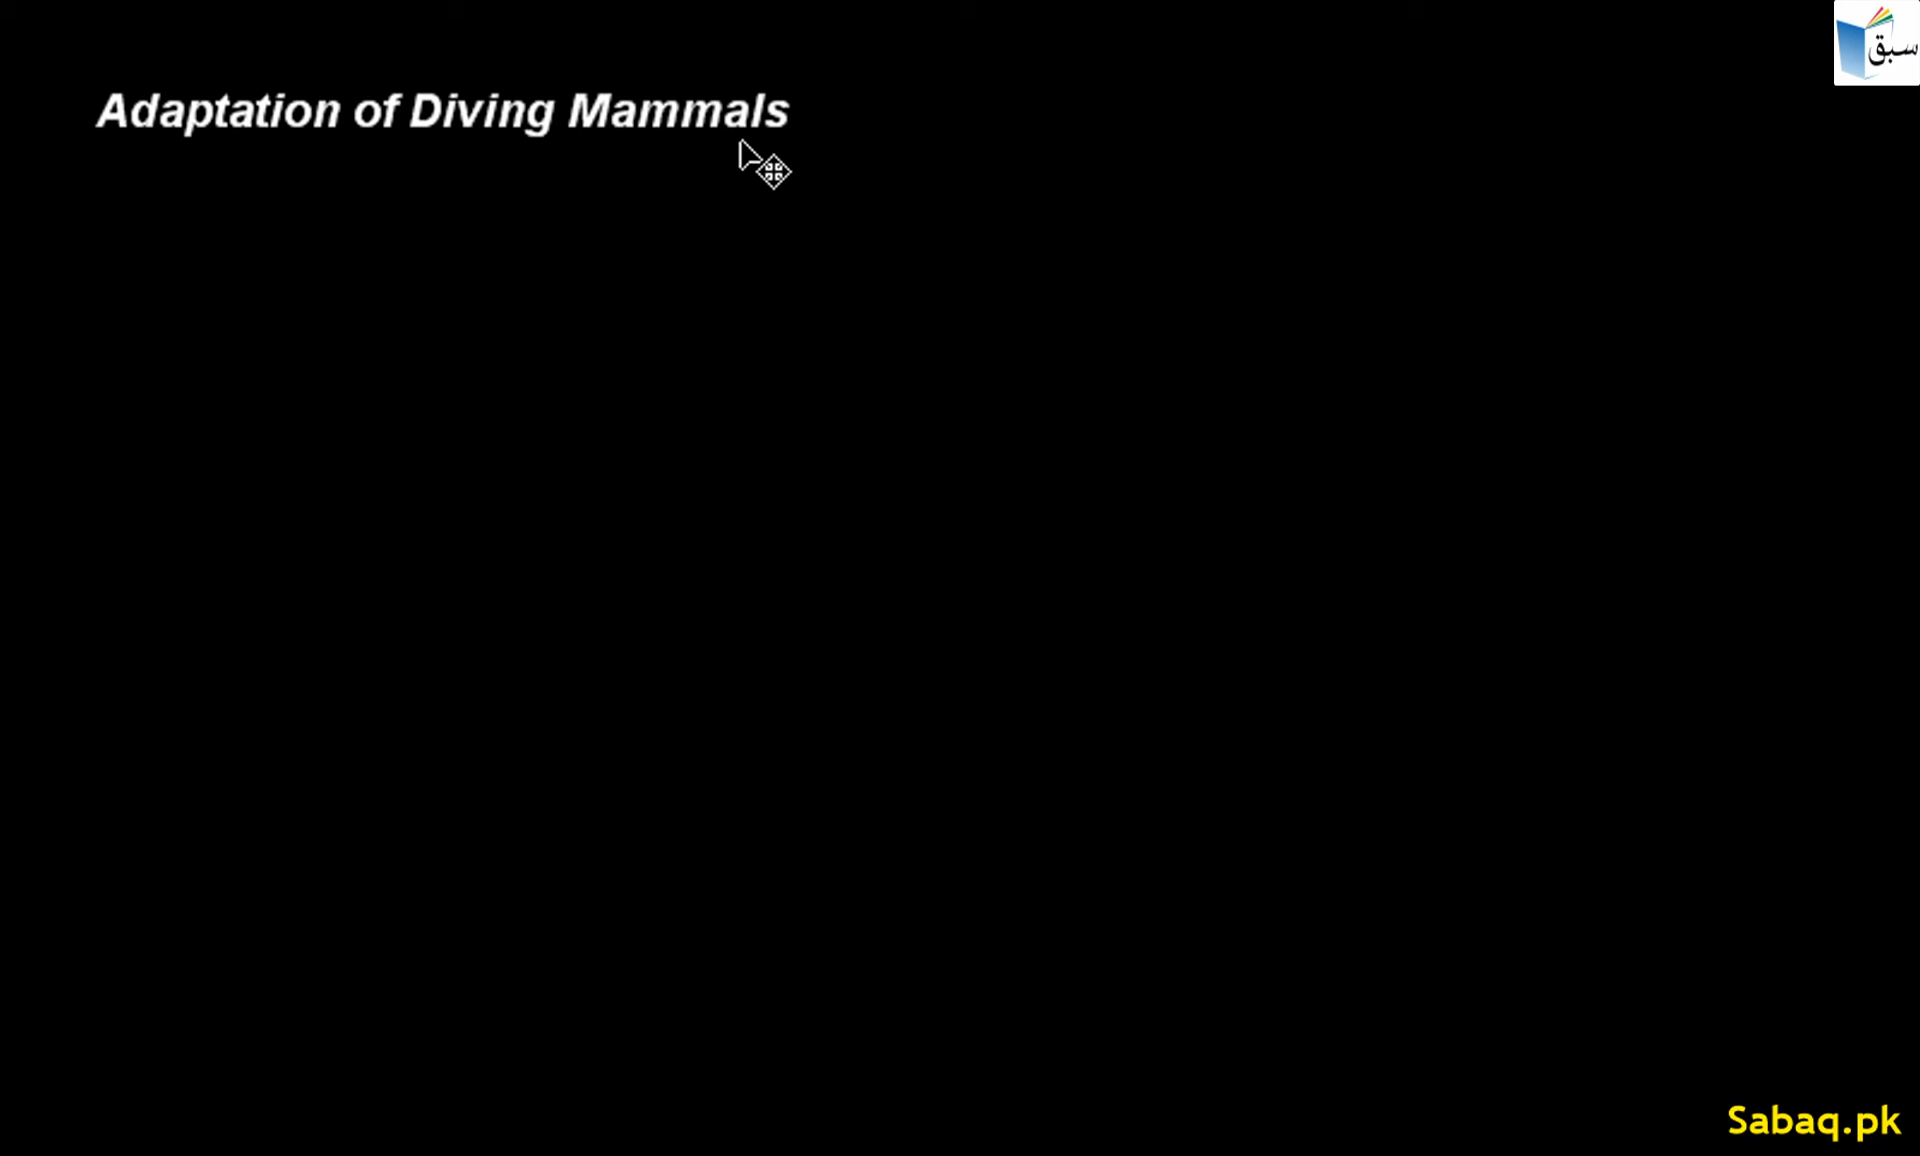 سبق
Adaptation of Diving Mammals
Sabaq.pk